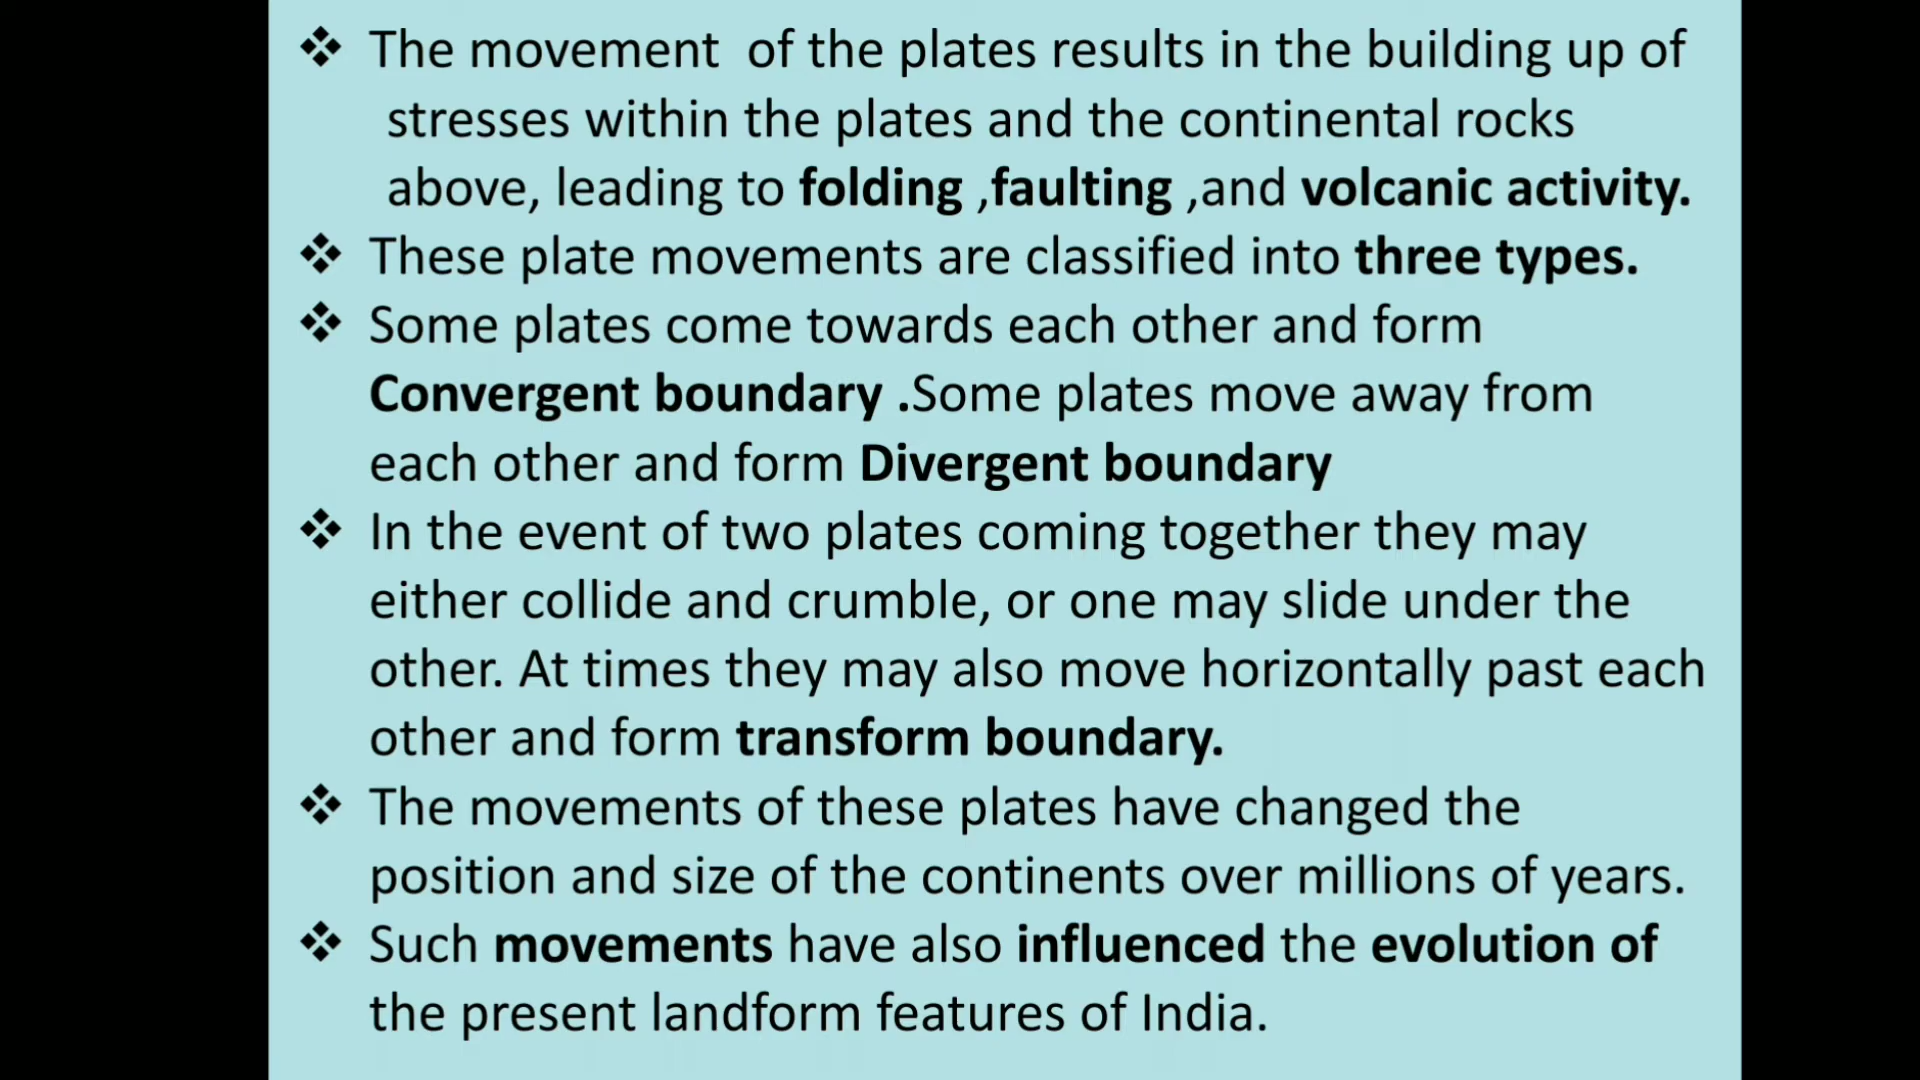 ❖ The movement  of the plates results in the building up of
stresses within the plates and the continental rocks
above, leading to folding ,faulting ,and volcanic activity.
❖ These plate movements are classified into three types.
❖ Some plates come towards each other and form
Convergent boundary .Some plates move away from
each other and form Divergent boundary
❖ In the event of two plates coming together they may
either collide and crumble, or one may slide under the
other. At times they may also move horizontally past each
other and form transform boundary.
❖ The movements of these plates have changed the
position and size of the continents over millions of years.
❖ Such movements have also influenced the evolution of
the present landform features of India.